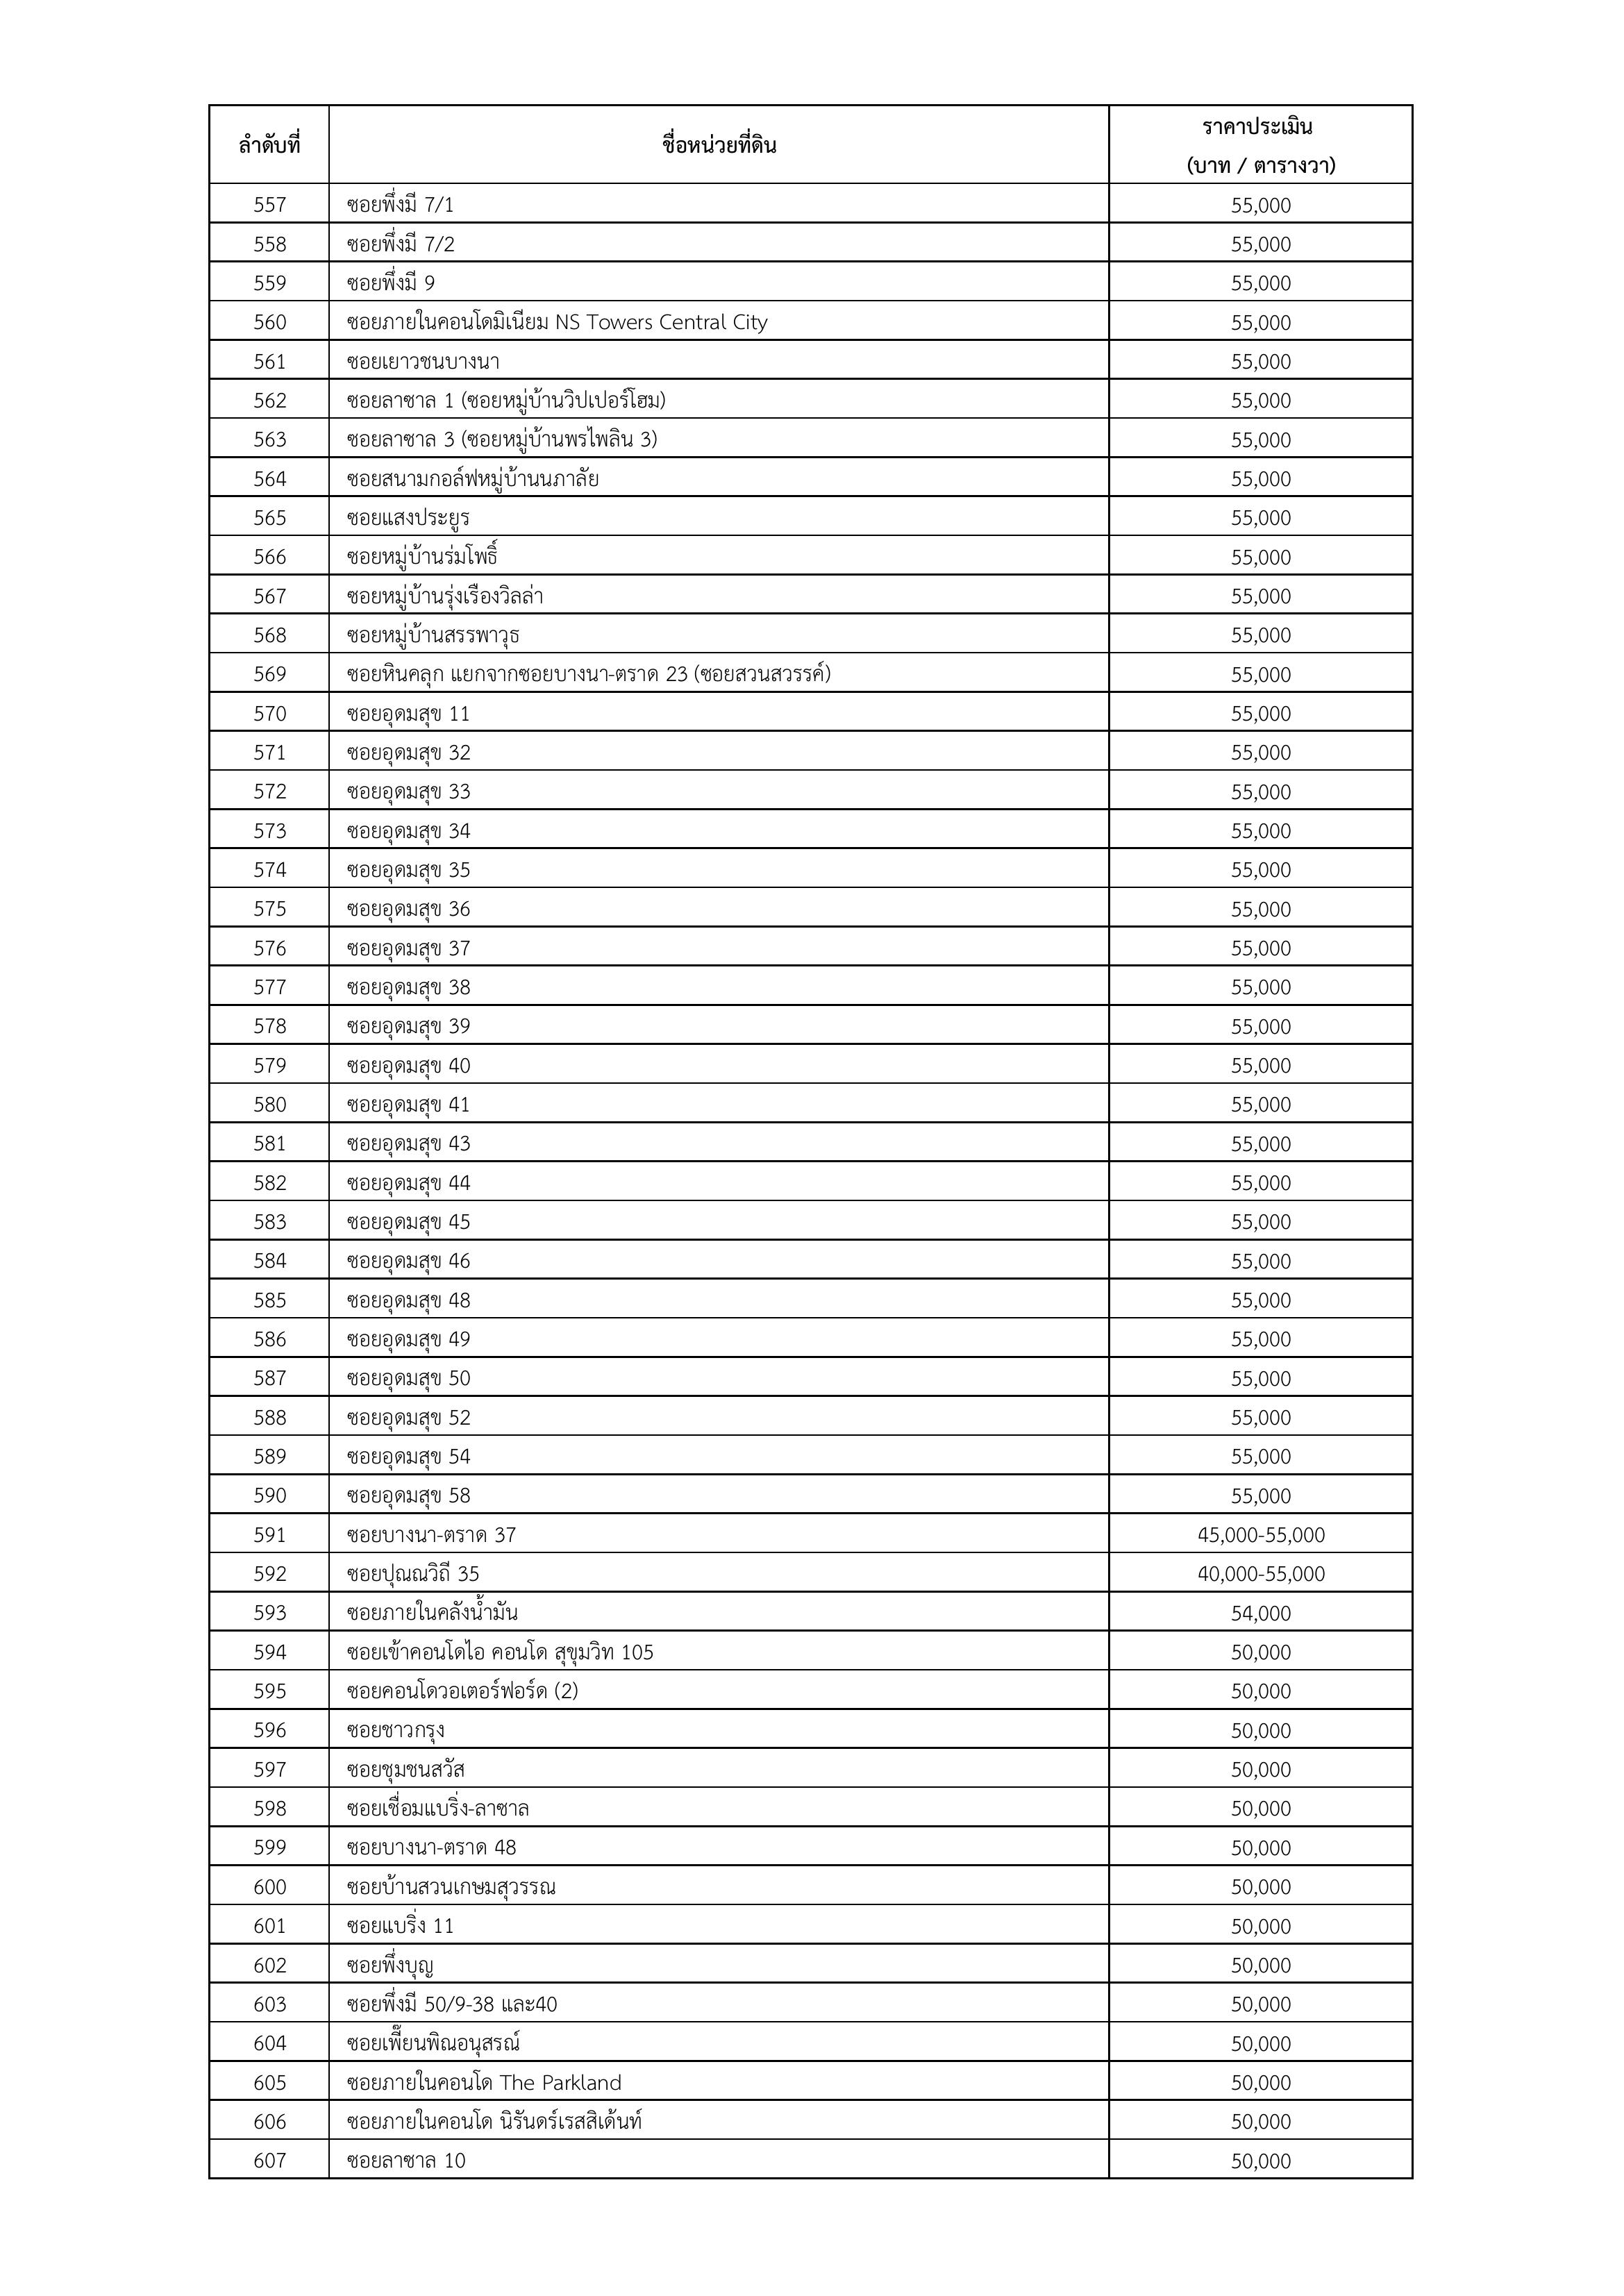 ลำดับที่ ชื่อหน่วยที่ดิน ราคาประเมิน
(บาท / ตารางวา)
557 ซอยพึ่งมี 7/1 55,000
558 ซอยพึ่งมี 7/2 55,000
559 ซอยพึ่งมี 9 55,000
560 ซอยภายในคอนโดมิเนียม NS Towers Central City 55,000
561 ซอยเยาวชนบางนา 55,000
562 ซอยลาซาล 1 (ซอยหมู่บ้านวิปเปอร์โฮม) 55,000
563 ซอยลาซาล 3 (ซอยหมู่บ้านพรไพลิน 3) 55,000
564 ซอยสนามกอล์ฟหมู่บ้านนภาลัย 55,000
565 ซอยแสงประยูร 55,000
566 ซอยหมู่บ้านร่มโพธิ์ 55,000
567 ซอยหมู่บ้านรุ่งเรืองวิลล่า 55,000
568 ซอยหมู่บ้านสรรพาวุธ 55,000
569 ซอยหินคลุก แยกจากซอยบางนา-ตราด 23 (ซอยสวนสวรรค์) 55,000
570 ซอยอุดมสุข 11 55,000
571 ซอยอุดมสุข 32 55,000
572 ซอยอุดมสุข 33 55,000
573 ซอยอุดมสุข 34 55,000
574 ซอยอุดมสุข 35 55,000
575 ซอยอุดมสุข 36 55,000
576 ซอยอุดมสุข 37 55,000
577 ซอยอุดมสุข 38 55,000
578 ซอยอุดมสุข 39 55,000
579 ซอยอุดมสุข 40 55,000
580 ซอยอุดมสุข 41 55,000
581 ซอยอุดมสุข 43 55,000
582 ซอยอุดมสุข 44 55,000
583 ซอยอุดมสุข 45 55,000
584 ซอยอุดมสุข 46 55,000
585 ซอยอุดมสุข 48 55,000
586 ซอยอุดมสุข 49 55,000
587 ซอยอุดมสุข 50 55,000
588 ซอยอุดมสุข 52 55,000
589 ซอยอุดมสุข 54 55,000
590 ซอยอุดมสุข 58 55,000
591 ซอยบางนา-ตราด 37 45,000-55,000
592 ซอยปุณณวิถี 35 40,000-55,000
593 ซอยภายในคลังน้ำมัน 54,000
594 ซอยเข้าคอนโดไอ คอนโด สุขุมวิท 105 50,000
595 ซอยคอนโดวอเตอร์ฟอร์ด (2) 50,000
596 ซอยชาวกรุง 50,000
597 ซอยชุมชนสวัส 50,000
598 ซอยเชื่อมแบริ่ง-ลาซาล 50,000
599 ซอยบางนา-ตราด 48 50,000
600 ซอยบ้านสวนเกษมสุวรรณ 50,000
601 ซอยแบริ่ง 11 50,000
602 ซอยพึ่งบุญ 50,000
603 ซอยพึ่งมี 50/9-38 และ40 50,000
604 ซอยเพี๊ยนพิณอนุสรณ์ 50,000
605 ซอยภายในคอนโด The Parkland 50,000
606 ซอยภายในคอนโด นิรันดร์เรสสิเด้นท์ 50,000
607 ซอยลาซาล 10 50,000